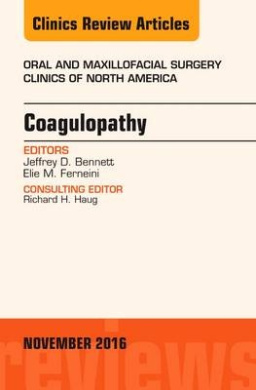 Clinics Review Articles
ORAL AND MAXILLOFACIAL SURGERY
CLINICS OF NORTH AMERICA
Coagulopathy
EDITORS
Jeffrey D. Bennett
Elie M. Ferneini
CONSULTING EDITOR
Richard H. Haug
NOVEMBER 2016
reviews